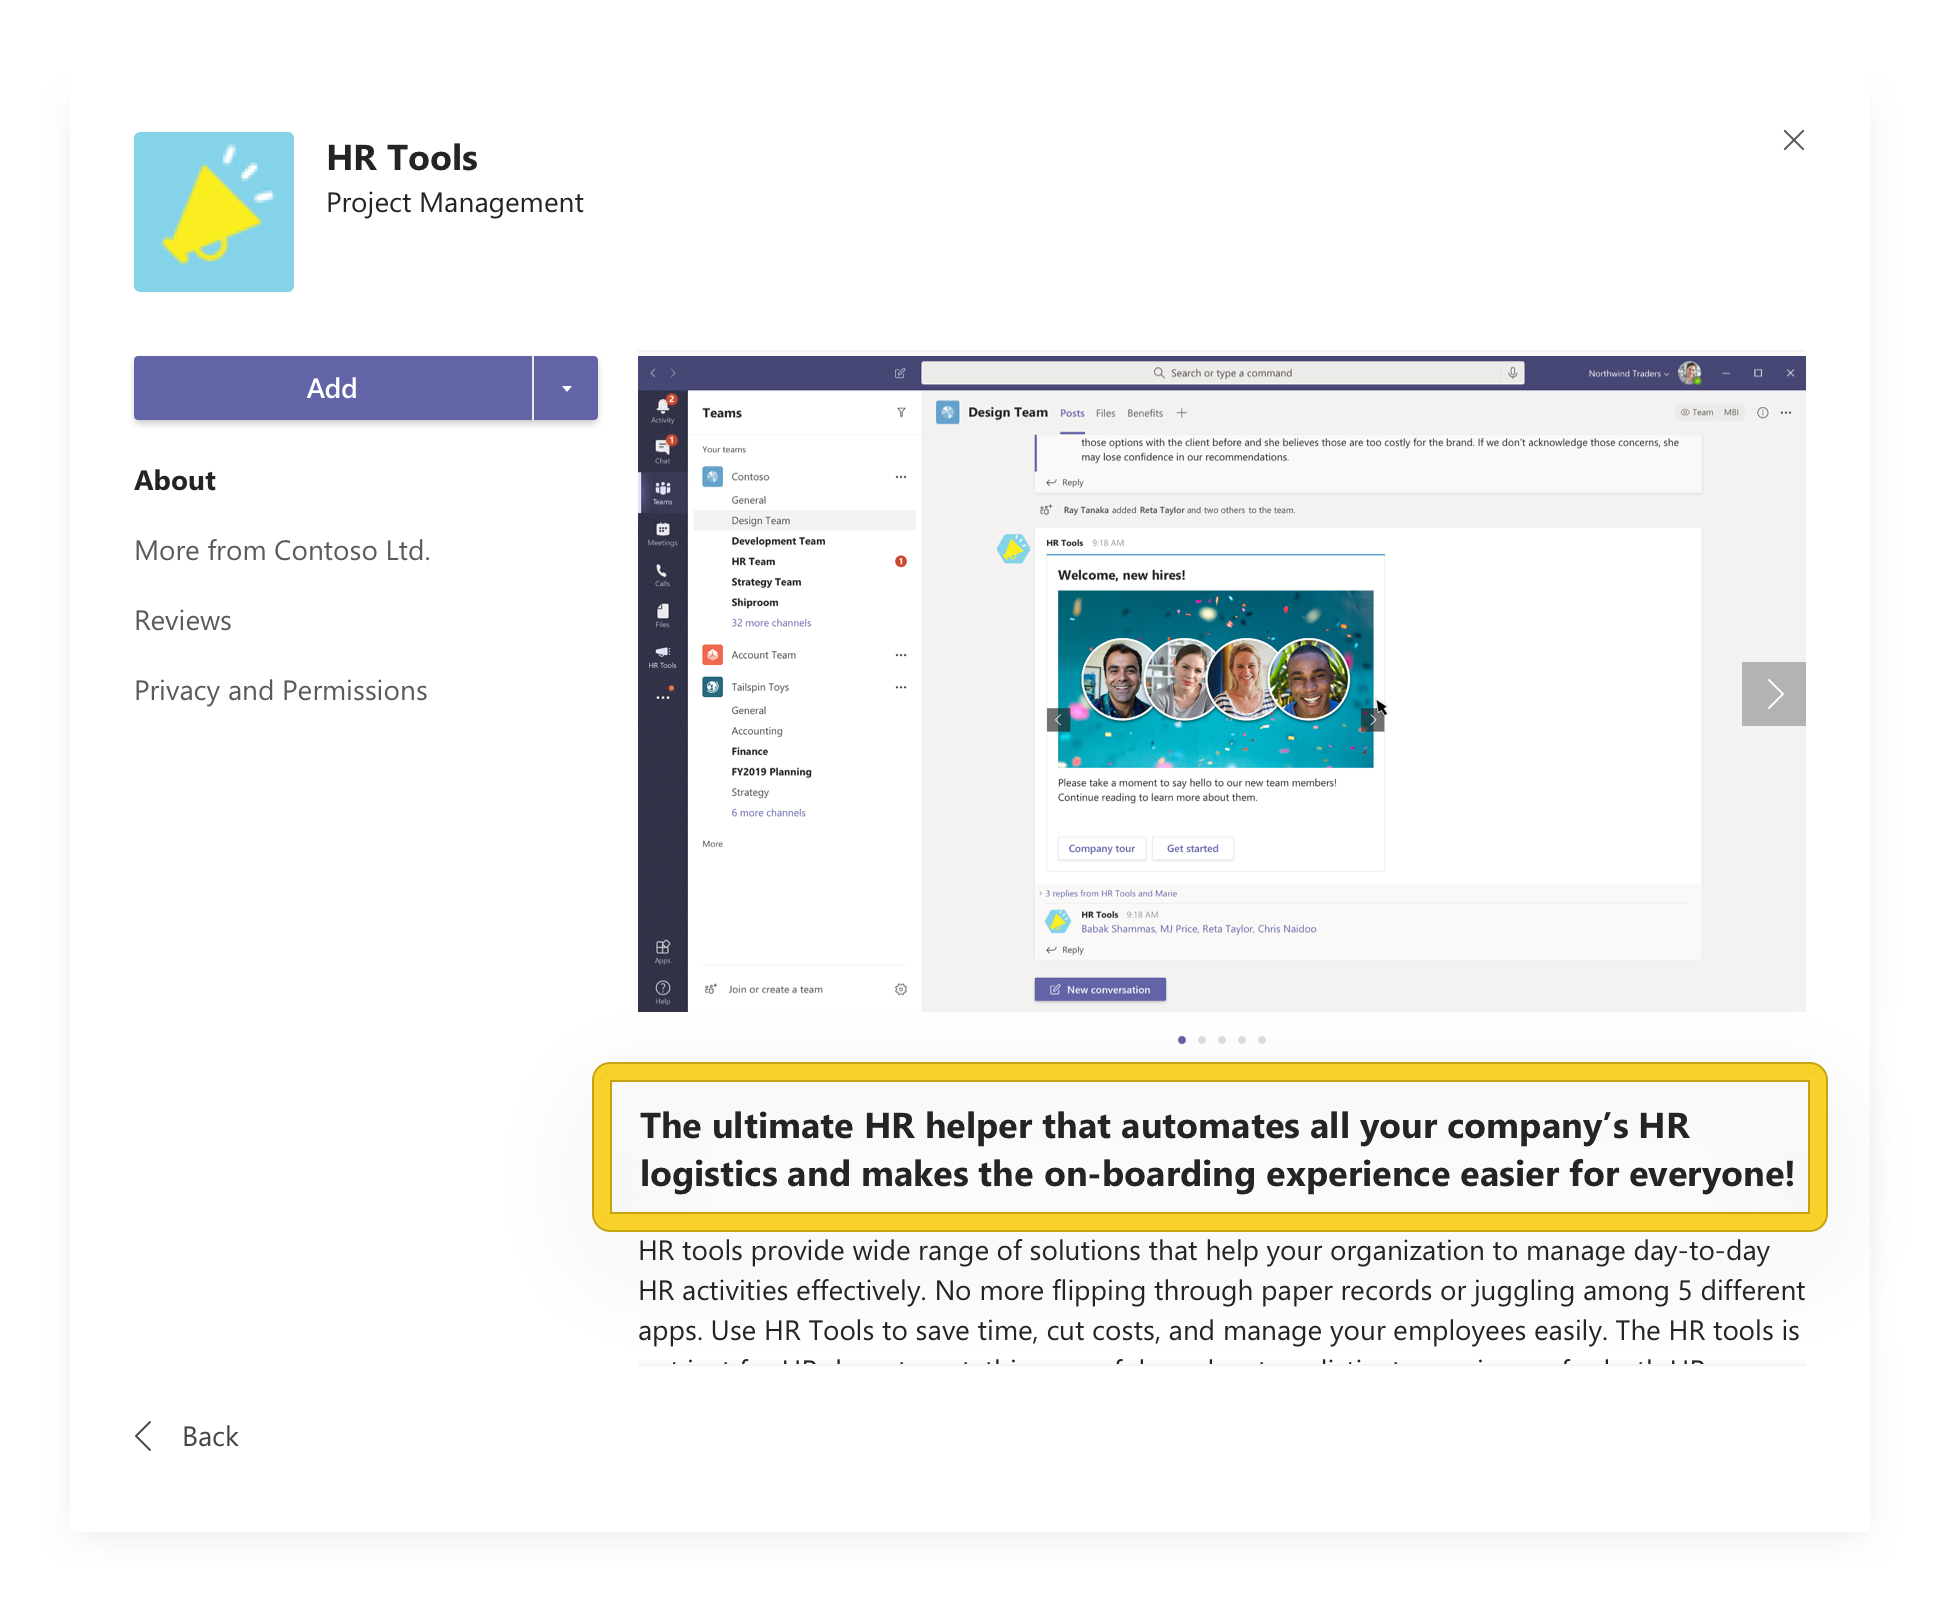 HR Tools
Project Management
Add
About
More from Contoso Ltd.
Reviews
Privacy and Permissions
Search or type a command
Northwind Traders
Activity
2
Chat
1
Teams
Meetings
Calls
Files
HR Tools
Apps
Help
Teams
Your teams
Contoso
General
Design Team
Development Team
HR Team
1
Strategy Team
Shiproom
32 more channels
Account Team
Tailspin Toys
General
Accounting
Finance
FY2019 Planning
Strategy
6 more channels
More
Join or create a team
Design Team Posts Files Benefits
Team MBI
those options with the client before and she believes those are too costly for the brand. If we don't acknowledge those concerns, she
may lose confidence in our recommendations.
Reply
Ray Tanaka added Reta Taylor and two others to the team.
HR Tools 9:18 AM
Welcome, new hires!
Please take a moment to say hello to our new team members!
Continue reading to learn more about them.
Company tour Get started
3 replies from HR Tools and Marie
HR Tools 9:18 AM
Babak Shammas, MJ Price, Reta Taylor, Chris Naidoo
Reply
New conversation
The ultimate HR helper that automates all your company’s HR
logistics and makes the on-boarding experience easier for everyone!
HR tools provide wide range of solutions that help your organization to manage day-to-day
HR activities effectively. No more flipping through paper records or juggling among 5 different
apps. Use HR Tools to save time, cut costs, and manage your employees easily. The HR tools is
Back